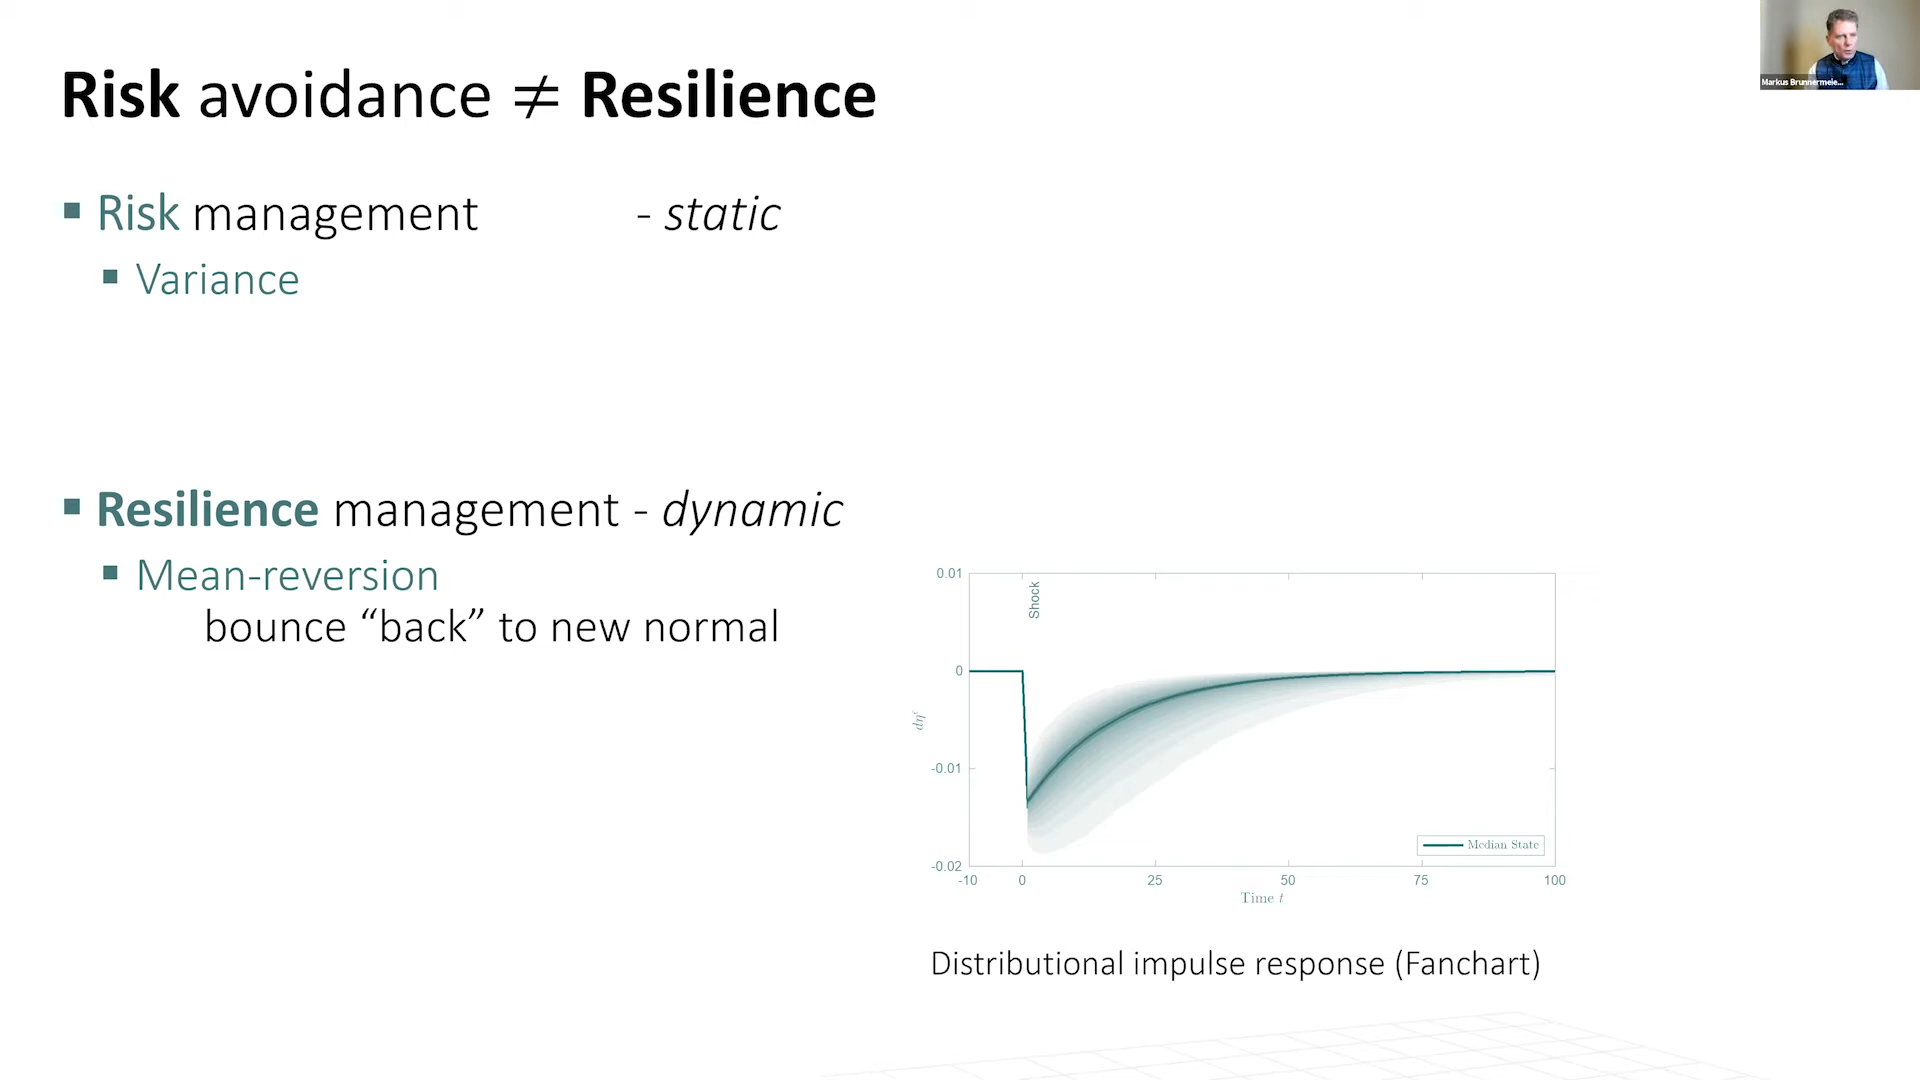 Risk avoidance ≠ Resilience
Markus Brunnermeie...
▪ Risk management - static
▪ Variance
▪ Resilience management - dynamic
▪ Mean-reversion
bounce “back” to new normal
0.01
0
-0.01
-0.02
Shock
Median State
-10 0 25 50 75 100
Time t
Distributional impulse response (Fanchart)